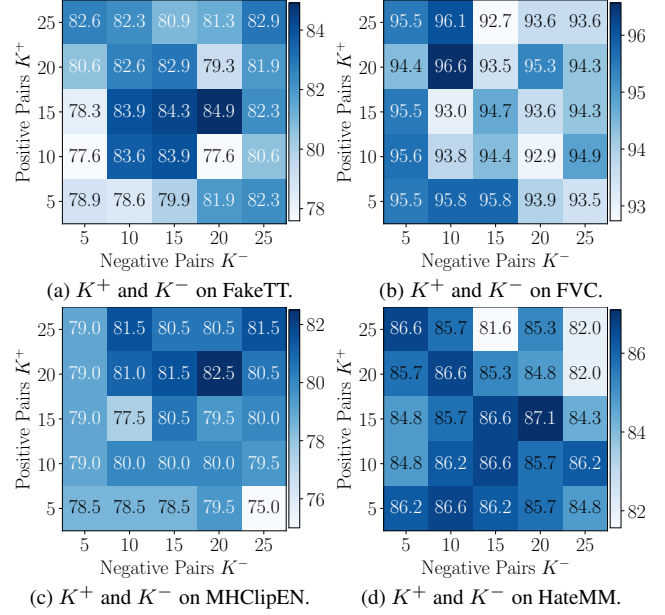 25 82.6 83.3 80.9 81.3 82.9 84
20 80.6 82.6 82.9 79.3 81.9 82
15 78.3 83.9 84.3 84.9 82.3
10 77.6 83.6 83.9 77.6 80.6 80
5 78.9 78.6 79.9 81.9 82.3 78
Positive Pairs K⁺
5 10 15 20 25
Negative Pairs K⁻
(a) K⁺ and K⁻ on FakeTT.
25 95.5 96.1 92.7 93.6 93.6 96
20 94.4 96.6 93.5 95.3 94.3
15 95.5 93.0 94.7 93.6 94.3 95
10 95.6 93.8 94.4 92.9 94.9 94
5 95.5 95.8 95.8 93.9 93.5 93
Positive Pairs K⁺
5 10 15 20 25
Negative Pairs K⁻
(b) K⁺ and K⁻ on FVC.
25 79.0 81.5 80.5 80.5 81.5 82
20 79.0 81.0 81.5 82.5 80.5 80
15 79.0 77.5 80.5 79.5 80.0
10 79.0 80.0 80.0 80.0 79.5 78
5 78.5 78.5 78.5 79.5 75.0 76
Positive Pairs K⁺
5 10 15 20 25
Negative Pairs K⁻
(c) K⁺ and K⁻ on MHClipEN.
25 86.6 85.7 81.6 85.3 82.0 86
20 85.7 86.6 85.3 84.8 82.0
15 84.8 85.7 86.6 87.1 84.3 84
10 84.8 86.2 86.6 85.7 86.2
5 86.2 86.6 86.2 85.7 84.8 82
Positive Pairs K⁺
5 10 15 20 25
Negative Pairs K⁻
(d) K⁺ and K⁻ on HateMM.